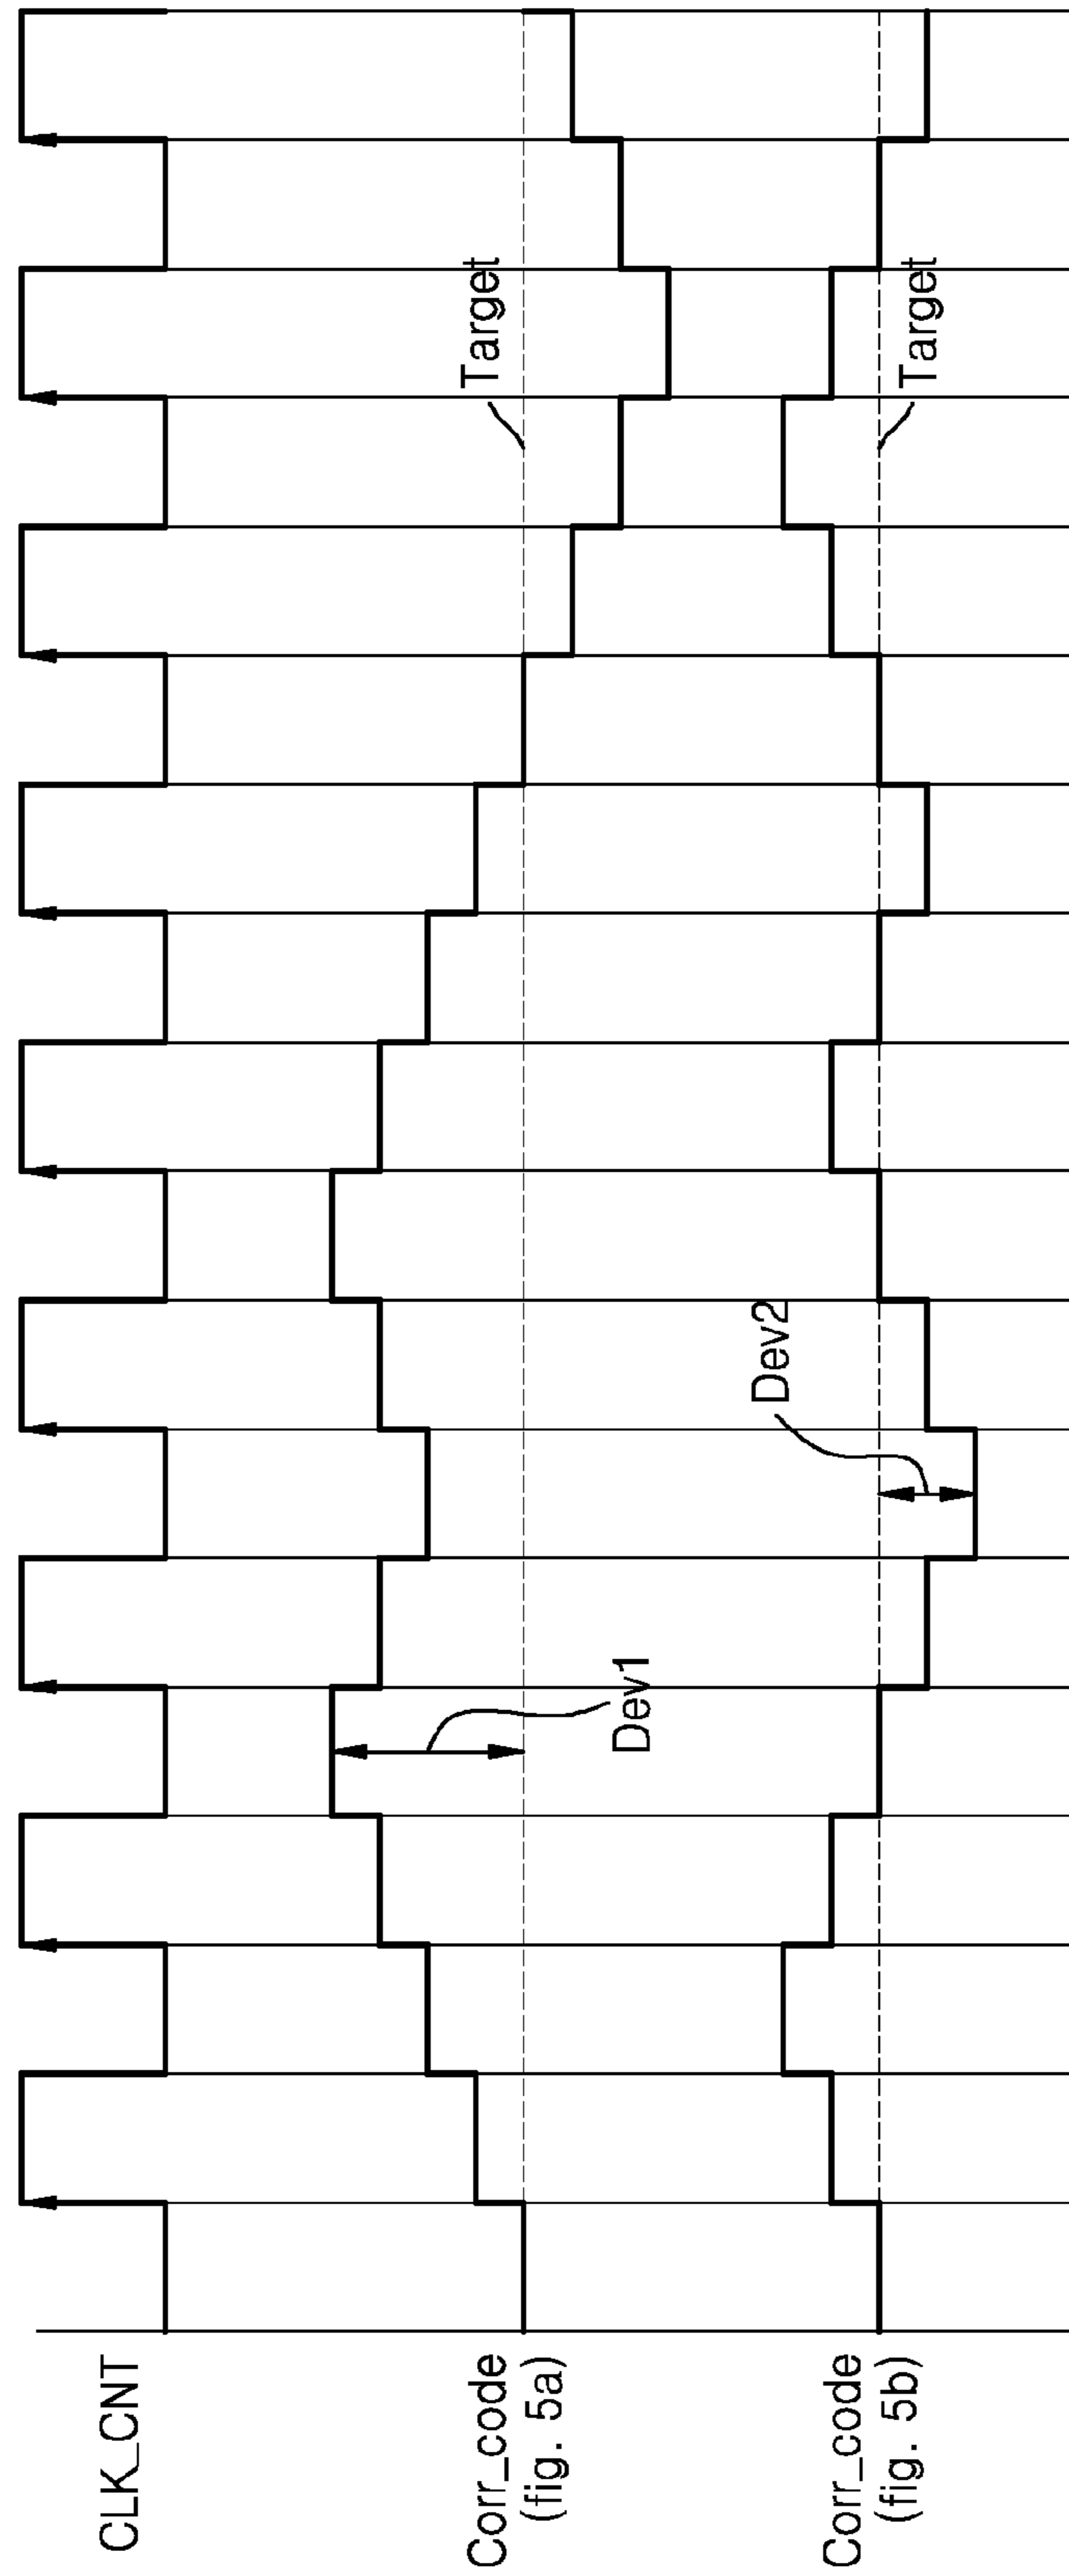 CLK_CNT
Corr_code
(fig. 5a)
Dev1
Target
Corr_code
(fig. 5b)
Dev2
Target